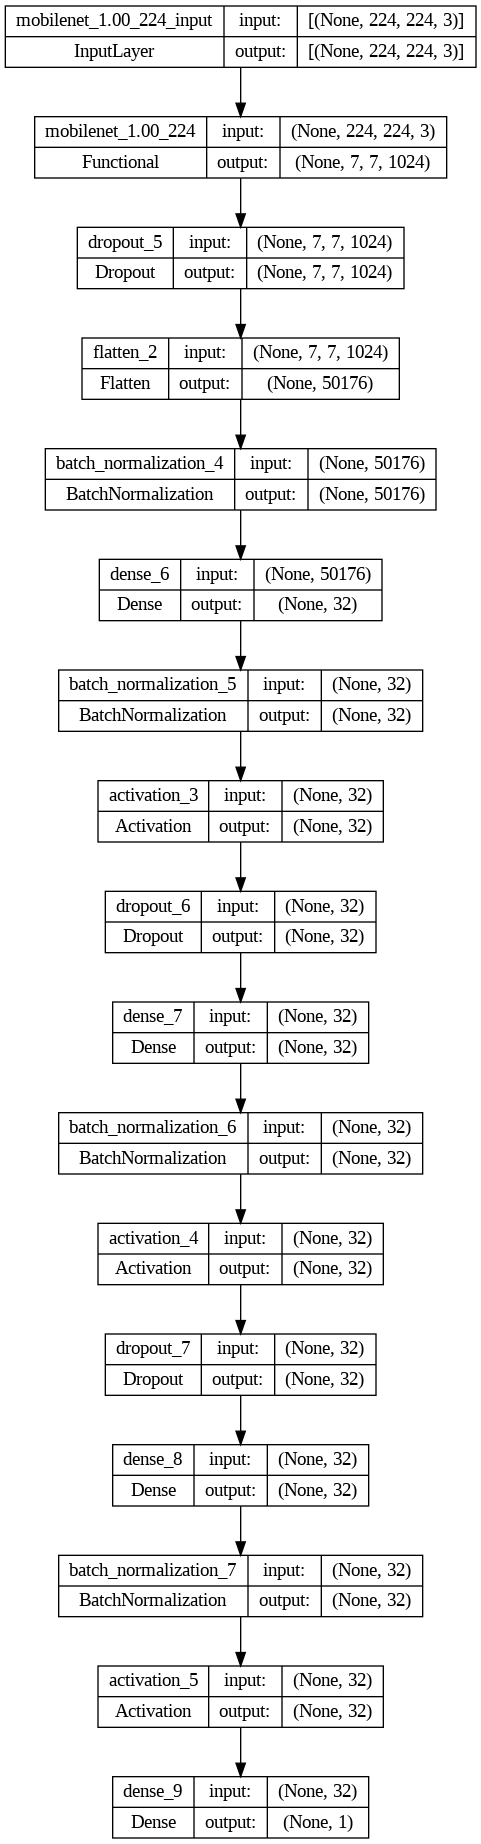 mobilenet_1.00_224_input input: [(None, 224, 224, 3)]
InputLayer output: [(None, 224, 224, 3)]
mobilenet_1.00_224 input: (None, 224, 224, 3)
Functional output: (None, 7, 7, 1024)
dropout_5 input: (None, 7, 7, 1024)
Dropout output: (None, 7, 7, 1024)
flatten_2 input: (None, 7, 7, 1024)
Flatten output: (None, 50176)
batch_normalization_4 input: (None, 50176)
BatchNormalization output: (None, 50176)
dense_6 input: (None, 50176)
Dense output: (None, 32)
batch_normalization_5 input: (None, 32)
BatchNormalization output: (None, 32)
activation_3 input: (None, 32)
Activation output: (None, 32)
dropout_6 input: (None, 32)
Dropout output: (None, 32)
dense_7 input: (None, 32)
Dense output: (None, 32)
batch_normalization_6 input: (None, 32)
BatchNormalization output: (None, 32)
activation_4 input: (None, 32)
Activation output: (None, 32)
dropout_7 input: (None, 32)
Dropout output: (None, 32)
dense_8 input: (None, 32)
Dense output: (None, 32)
batch_normalization_7 input: (None, 32)
BatchNormalization output: (None, 32)
activation_5 input: (None, 32)
Activation output: (None, 32)
dense_9 input: (None, 32)
Dense output: (None, 1)